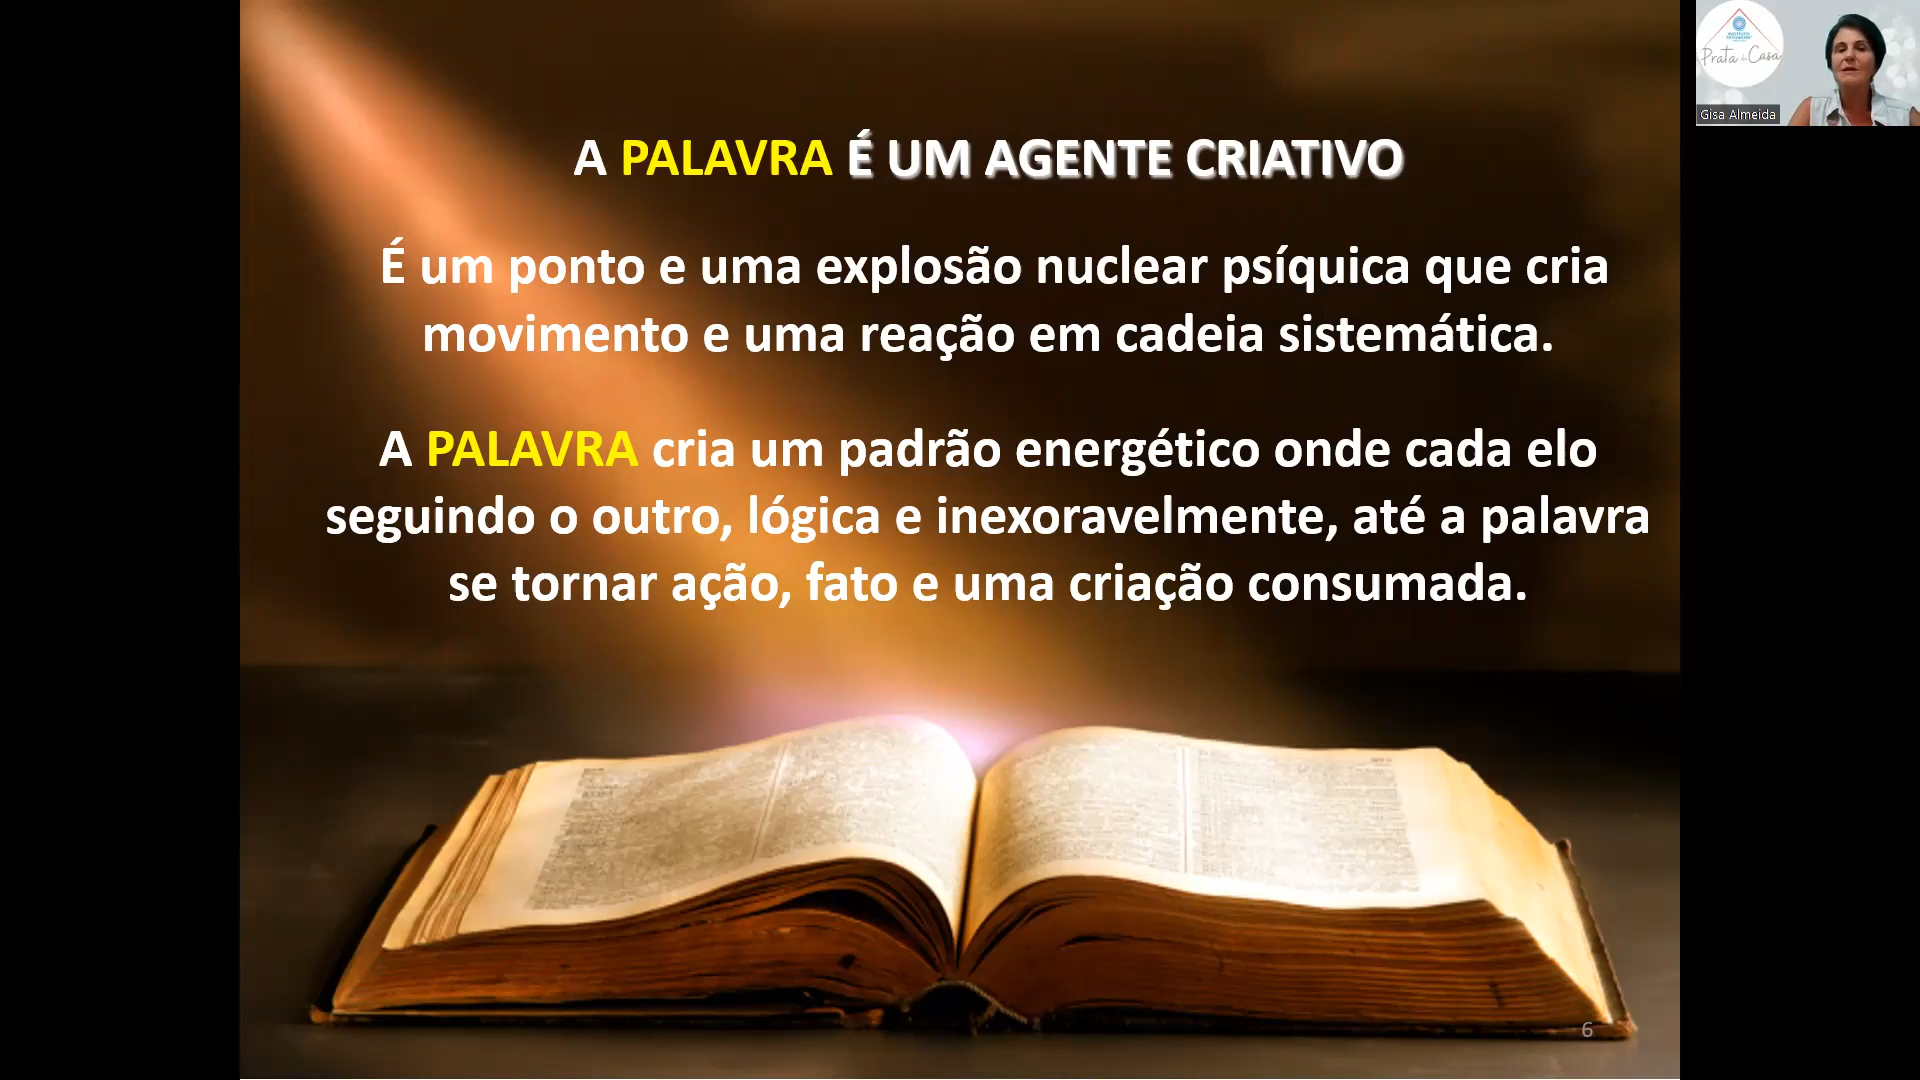 A PALAVRA É UM AGENTE CRIATIVO
É um ponto e uma explosão nuclear psíquica que cria
movimento e uma reação em cadeia sistemática.
A PALAVRA cria um padrão energético onde cada elo
seguindo o outro, lógica e inexoravelmente, até a palavra
se tornar ação, fato e uma criação consumada.
6
Prata da Casa
Gisa Almeida